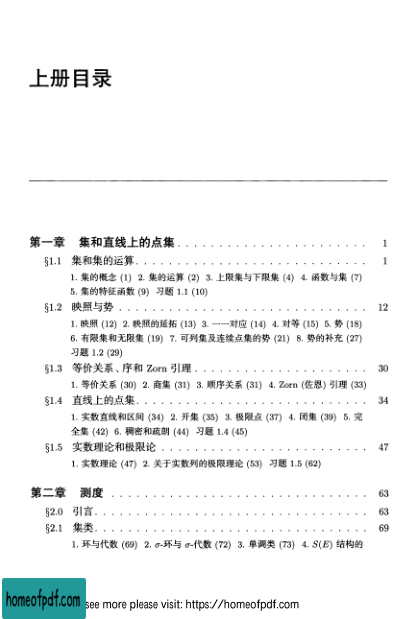 上册目录
第一章 集和直线上的点集 . . . . . . . . . . . . . . . . . . . . . . . 1
§1.1 集和集的运算 . . . . . . . . . . . . . . . . . . . . . . . . . . . . 1
1. 集的概念 (1) 2. 集的运算 (2) 3. 上限集与下限集 (4) 4. 函数与集 (7)
5. 集的特征函数 (9) 习题 1.1 (10)
§1.2 映照与势 . . . . . . . . . . . . . . . . . . . . . . . . . . . . . . 12
1. 映照 (12) 2. 映照的延拓 (13) 3. 一一对应 (14) 4. 对等 (15) 5. 势 (18)
6. 有限集和无限集 (19) 7. 可列集及连续点集的势 (21) 8. 势的补充 (27)
习题 1.2 (29)
§1.3 等价关系、序和 Zorn 引理 . . . . . . . . . . . . . . . . . . . . . 30
1. 等价关系 (30) 2. 商集 (31) 3. 顺序关系 (31) 4. Zorn (佐恩) 引理 (33)
§1.4 直线上的点集 . . . . . . . . . . . . . . . . . . . . . . . . . . . . 34
1. 实数直线和区间 (34) 2. 开集 (35) 3. 极限点 (37) 4. 闭集 (39) 5. 完
全集 (42) 6. 稠密和疏朗 (44) 习题 1.4 (45)
§1.5 实数理论和极限论 . . . . . . . . . . . . . . . . . . . . . . . . . 47
1. 实数理论 (47) 2. 关于实数列的极限理论 (53) 习题 1.5 (62)
第二章 测度 . . . . . . . . . . . . . . . . . . . . . . . . . . . . . . . 63
§2.0 引言 . . . . . . . . . . . . . . . . . . . . . . . . . . . . . . . . . 63
§2.1 集类 . . . . . . . . . . . . . . . . . . . . . . . . . . . . . . . . . 69
1. 环与代数 (69) 2. σ-环与 σ-代数 (72) 3. 单调类 (73) 4. S(E) 结构的
homeofpdf.com see more please visit: https://homeofpdf.com